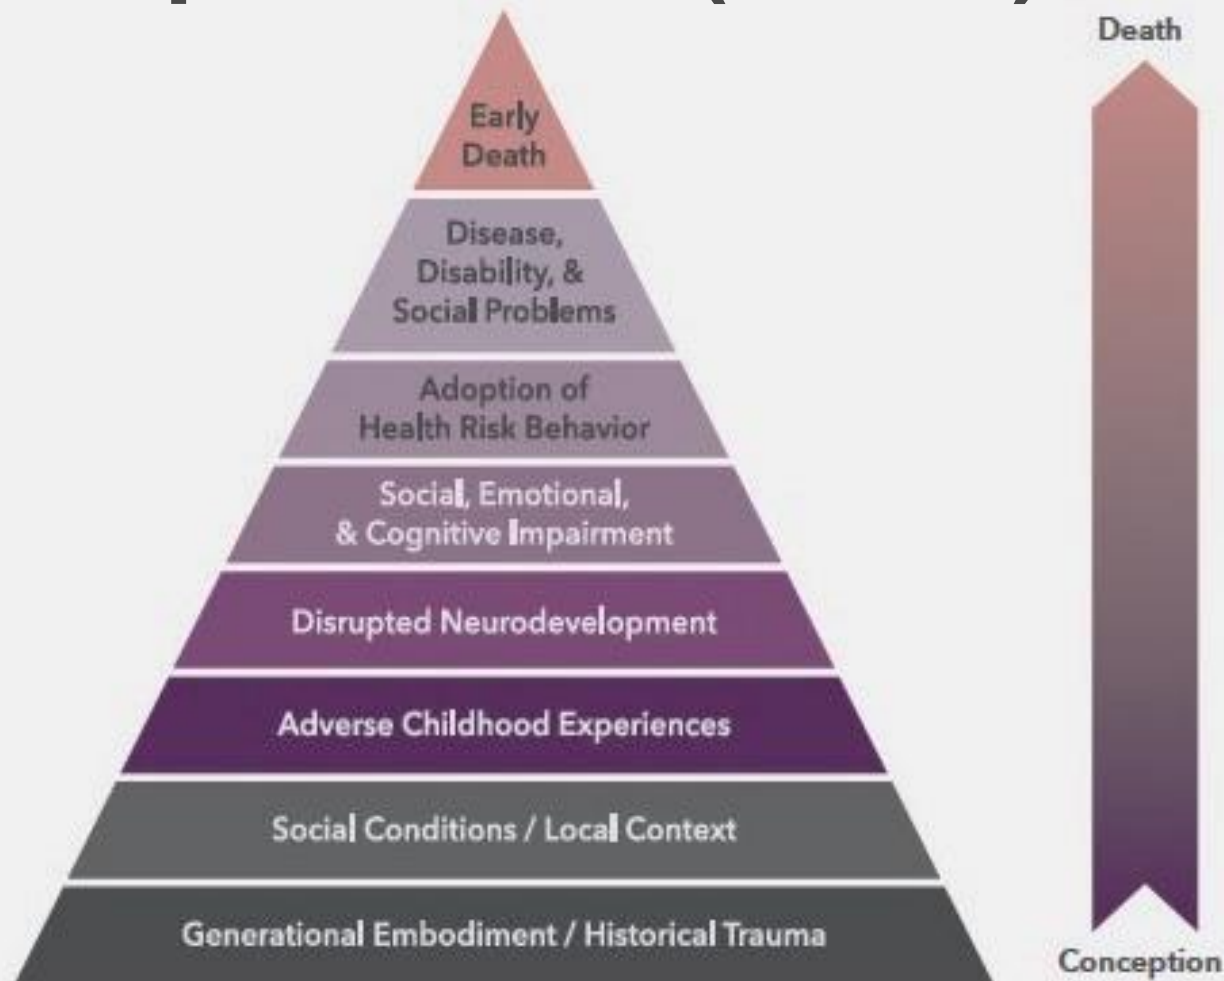 Death
Early
Death
Disease,
Disability, &
Social Problems
Adoption of
Health Risk Behavior
Social, Emotional,
& Cognitive Impairment
Disrupted Neurodevelopment
Adverse Childhood Experiences
Social Conditions / Local Context
Generational Embodiment / Historical Trauma
Conception